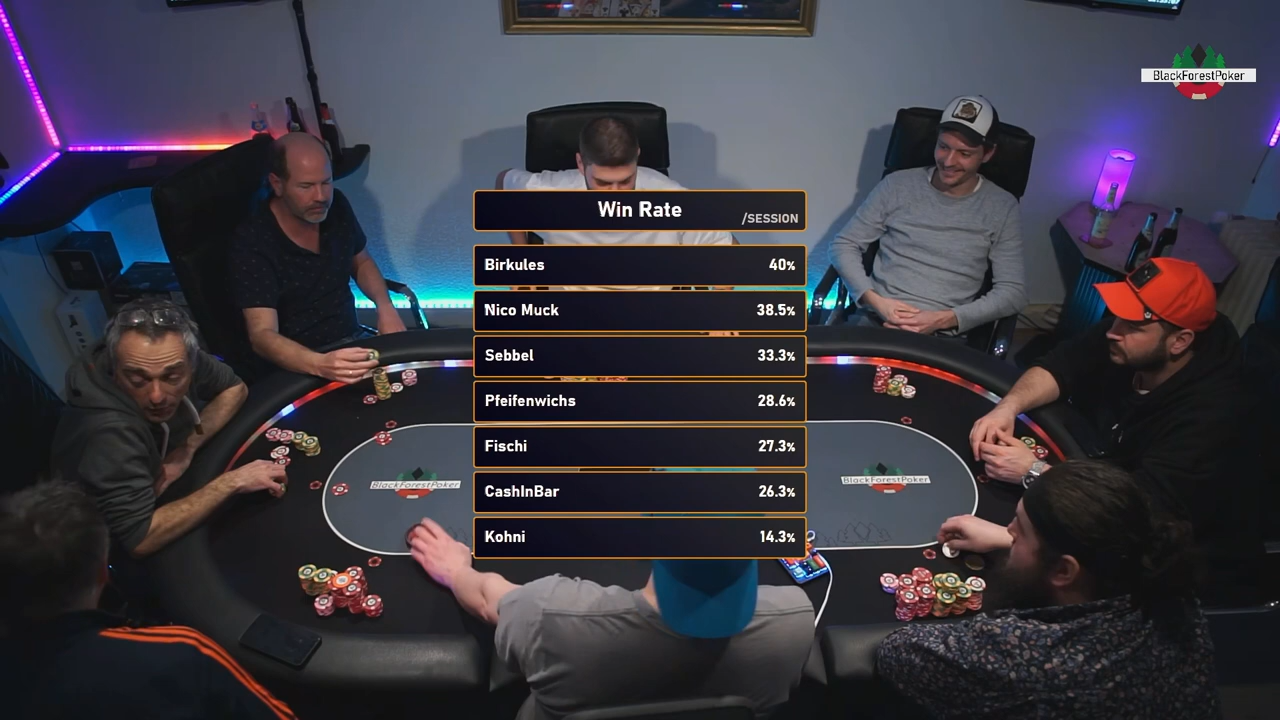 BlackForestPoker
Win Rate /SESSION
Birkules 40%
Nico Muck 38.5%
Sebbel 33.3%
Pfeifenwichs 28.6%
Fischi 27.3%
CashInBar 26.3%
Kohni 14.3%
BlackForestPoker
BlackForestPoker